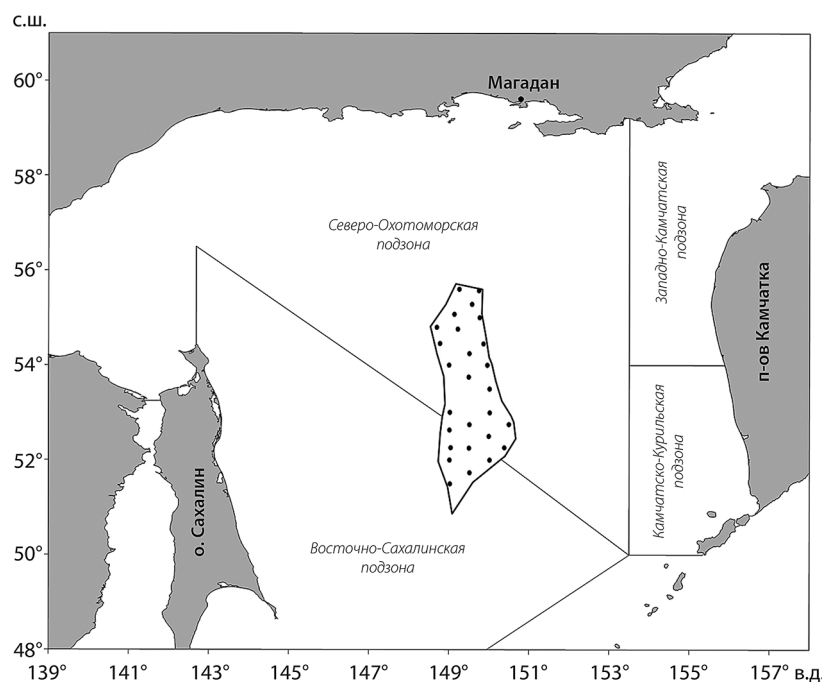 с.ш.
60°
Магадан
58°
Северо-Охотоморская
подзона
Западно-Камчатская
подзона
56°
п-ов Камчатка
54°
Камчатско-Курильская
подзона
52°
о. Сахалин
Восточно-Сахалинская
подзона
50°
48°
139° 141° 143° 145° 147° 149° 151° 153° 155° 157° в.д.